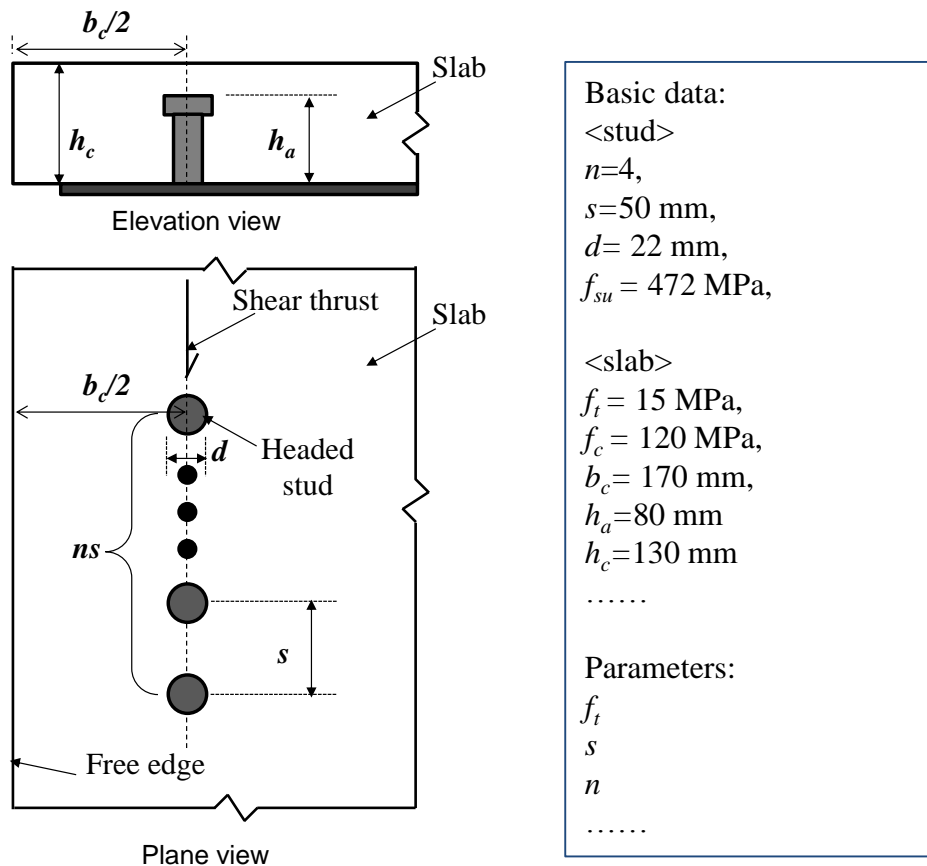 b_c/2
Slab
h_c
h_a
Elevation view
Shear thrust
Slab
b_c/2
d
Headed
stud
ns
s
Free edge
Plane view
Basic data:
<stud>
n=4,
s=50 mm,
d= 22 mm,
f_su = 472 MPa,
<slab>
f_t = 15 MPa,
f_c = 120 MPa,
b_c = 170 mm,
h_a=80 mm
h_c=130 mm
……
Parameters:
f_t
s
n
……